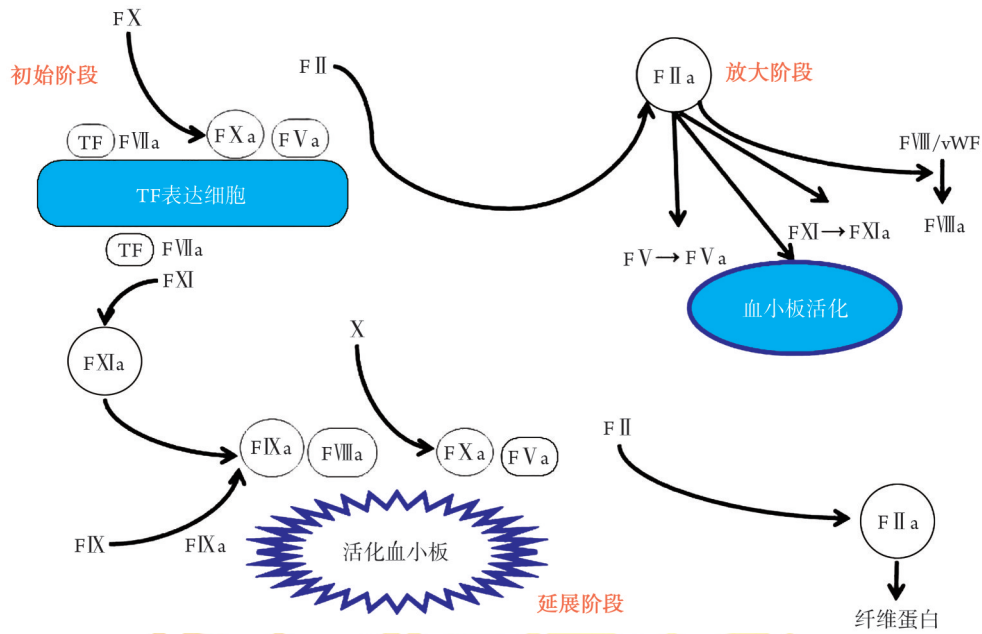 FⅩ
初始阶段
FⅡ
FⅡa
放大阶段
TF
FⅦa
FⅩa
FⅤa
FⅧ/vWF
TF表达细胞
FⅧa
FⅪ→FⅪa
TF
FⅦa
FⅤ→FⅤa
FⅪ
血小板活化
X
FⅪa
FⅡ
FⅨa
FⅧa
FⅩa
FⅤa
FⅡa
FⅨ
FⅨa
活化血小板
延展阶段
纤维蛋白